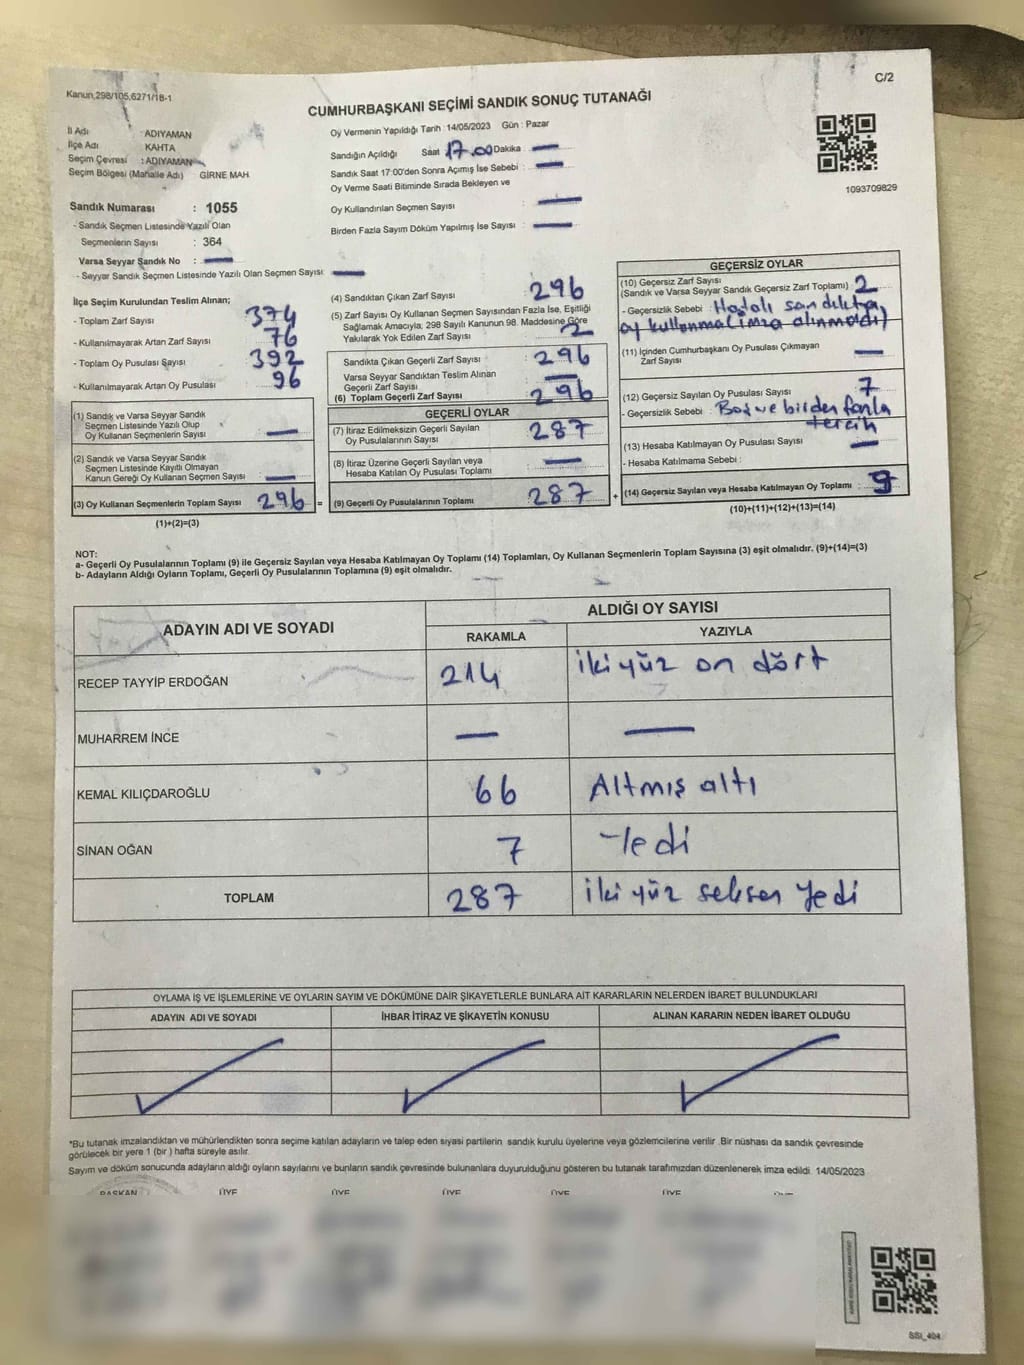 C/2
Kanun,298/105,6271/18-1
CUMHURBAŞKANI SEÇİMİ SANDIK SONUÇ TUTANAĞI
İl Adı : ADIYAMAN
İlçe Adı KAHTA
Seçim Çevresi : ADIYAMAN
Seçim Bölgesi (Mahalle Adı) GİRNE MAH.
Oy Vermenin Yapıldığı Tarih : 14/05/2023 Gün : Pazar
Sandığın Açıldığı Saat 17.00 Dakika : —
Sandık Saat 17:00'den Sonra Açımış İse Sebebi : —
Oy Verme Saati Bitiminde Sırada Bekleyen ve
Oy Kullandırılan Seçmen Sayısı : —
Birden Fazla Sayım Döküm Yapılmış İse Sayısı : —
1093709829
Sandık Numarası : 1055
- Sandık Seçmen Listesinde Yazılı Olan
Seçmenlerin Sayısı : 364
Varsa Seyyar Sandık No : —
- Seyyar Sandık Seçmen Listesinde Yazılı Olan Seçmen Sayısı: —
İlçe Seçim Kurulundan Teslim Alınan;
- Toplam Zarf Sayısı 374
- Kullanılmayarak Artan Zarf Sayısı 76
- Toplam Oy Pusulası Sayısı 392
- Kullanılmayarak Artan Oy Pusulası 96
(1) Sandık ve Varsa Seyyar Sandık
Seçmen Listesinde Yazılı Olup
Oy Kullanan Seçmenlerin Sayısı —
(2) Sandık ve Varsa Seyyar Sandık
Seçmen Listesinde Kayıtlı Olmayan
Kanun Gereği Oy Kullanan Seçmen Sayısı —
(3) Oy Kullanan Seçmenlerin Toplam Sayısı 296 =
(1)+(2)=(3)
(4) Sandıktan Çıkan Zarf Sayısı 296
(5) Zarf Sayısı Oy Kullanan Seçmen Sayısından Fazla İse, Eşitliği
Sağlamak Amacıyla; 298 Sayılı Kanunun 98. Maddesine Göre
Yakılarak Yok Edilen Zarf Sayısı 2
Sandıkta Çıkan Geçerli Zarf Sayısı : 296
Varsa Seyyar Sandıktan Teslim Alınan
Geçerli Zarf Sayısı —
(6) Toplam Geçerli Zarf Sayısı 296
GEÇERLİ OYLAR
(7) İtiraz Edilmeksizin Geçerli Sayılan
Oy Pusulalarının Sayısı 287
(8) İtiraz Üzerine Geçerli Sayılan veya
Hesaba Katılan Oy Pusulası Toplamı —
(9) Geçerli Oy Pusulalarının Toplamı 287 +
GEÇERSİZ OYLAR
(10) Geçersiz Zarf Sayısı
(Sandık ve Varsa Seyyar Sandık Geçersiz Zarf Toplamı) : 2
- Geçersizlik Sebebi : Hatalı sandıkta
oy kullanma(imza alınmadı)
(11) İçinden Cumhurbaşkanı Oy Pusulası Çıkmayan
Zarf Sayısı —
(12) Geçersiz Sayılan Oy Pusulası Sayısı : 7
- Geçersizlik Sebebi : Boş ve birden fazla
tercih
(13) Hesaba Katılmayan Oy Pusulası Sayısı —
- Hesaba Katılmama Sebebi :
(14) Geçersiz Sayılan veya Hesaba Katılmayan Oy Toplamı : 9
(10)+(11)+(12)+(13)=(14)
NOT:
a- Geçerli Oy Pusulalarının Toplamı (9) ile Geçersiz Sayılan veya Hesaba Katılmayan Oy Toplamı (14) Toplamları, Oy Kullanan Seçmenlerin Toplam Sayısına (3) eşit olmalıdır. (9)+(14)=(3)
b- Adayların Aldığı Oyların Toplamı, Geçerli Oy Pusulalarının Toplamına (9) eşit olmalıdır.
ADAYIN ADI VE SOYADI
ALDIĞI OY SAYISI
RAKAMLA YAZIYLA
RECEP TAYYİP ERDOĞAN 214 iki yüz on dört
MUHARREM İNCE — —
KEMAL KILIÇDAROĞLU 66 Altmış altı
SİNAN OĞAN 7 Yedi
TOPLAM 287 iki yüz seksen yedi
OYLAMA İŞ VE İŞLEMLERİNE VE OYLARIN SAYIM VE DÖKÜMÜNE DAİR ŞİKAYETLERLE BUNLARA AİT KARARLARIN NELERDEN İBARET BULUNDUKLARI
ADAYIN ADI VE SOYADI İHBAR İTİRAZ VE ŞİKAYETİN KONUSU ALINAN KARARIN NEDEN İBARET OLDUĞU
*Bu tutanak imzalandıktan ve mühürlendikten sonra seçime katılan adayların ve talep eden siyasi partilerin sandık kurulu üyelerine veya gözlemcilerine verilir. Bir nüshası da sandık çevresinde
görülecek bir yere 1 (bir ) hafta süreyle asılır.
Sayım ve döküm sonucunda adayların aldığı oyların sayılarını ve bunların sandık çevresinde bulunanlara duyurulduğunu gösteren bu tutanak tarafımızdan düzenlenerek imza edildi. 14/05/2023
BAŞKAN ÜYE ÜYE ÜYE ÜYE ÜYE ÜYE
SSI_404